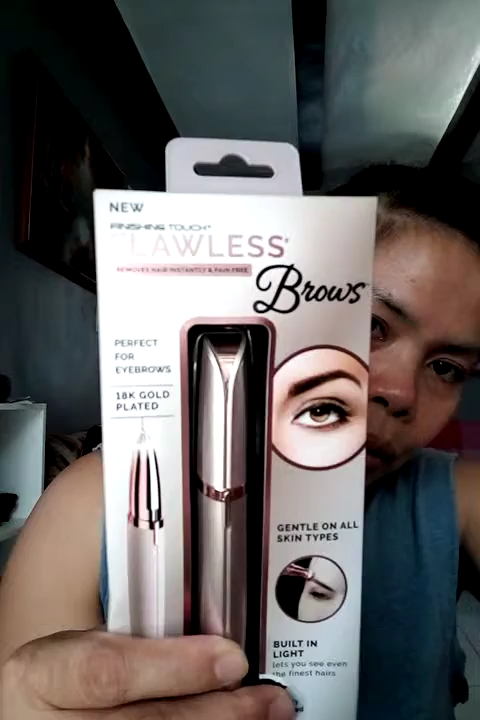 NEW
FINISHING TOUCH
FLAWLESS
REMOVES HAIR INSTANTLY & PAIN FREE
Brows
PERFECT
FOR
EYEBROWS
18K GOLD
PLATED
GENTLE ON ALL
SKIN TYPES
BUILT IN
LIGHT
lets you see even
the finest hairs